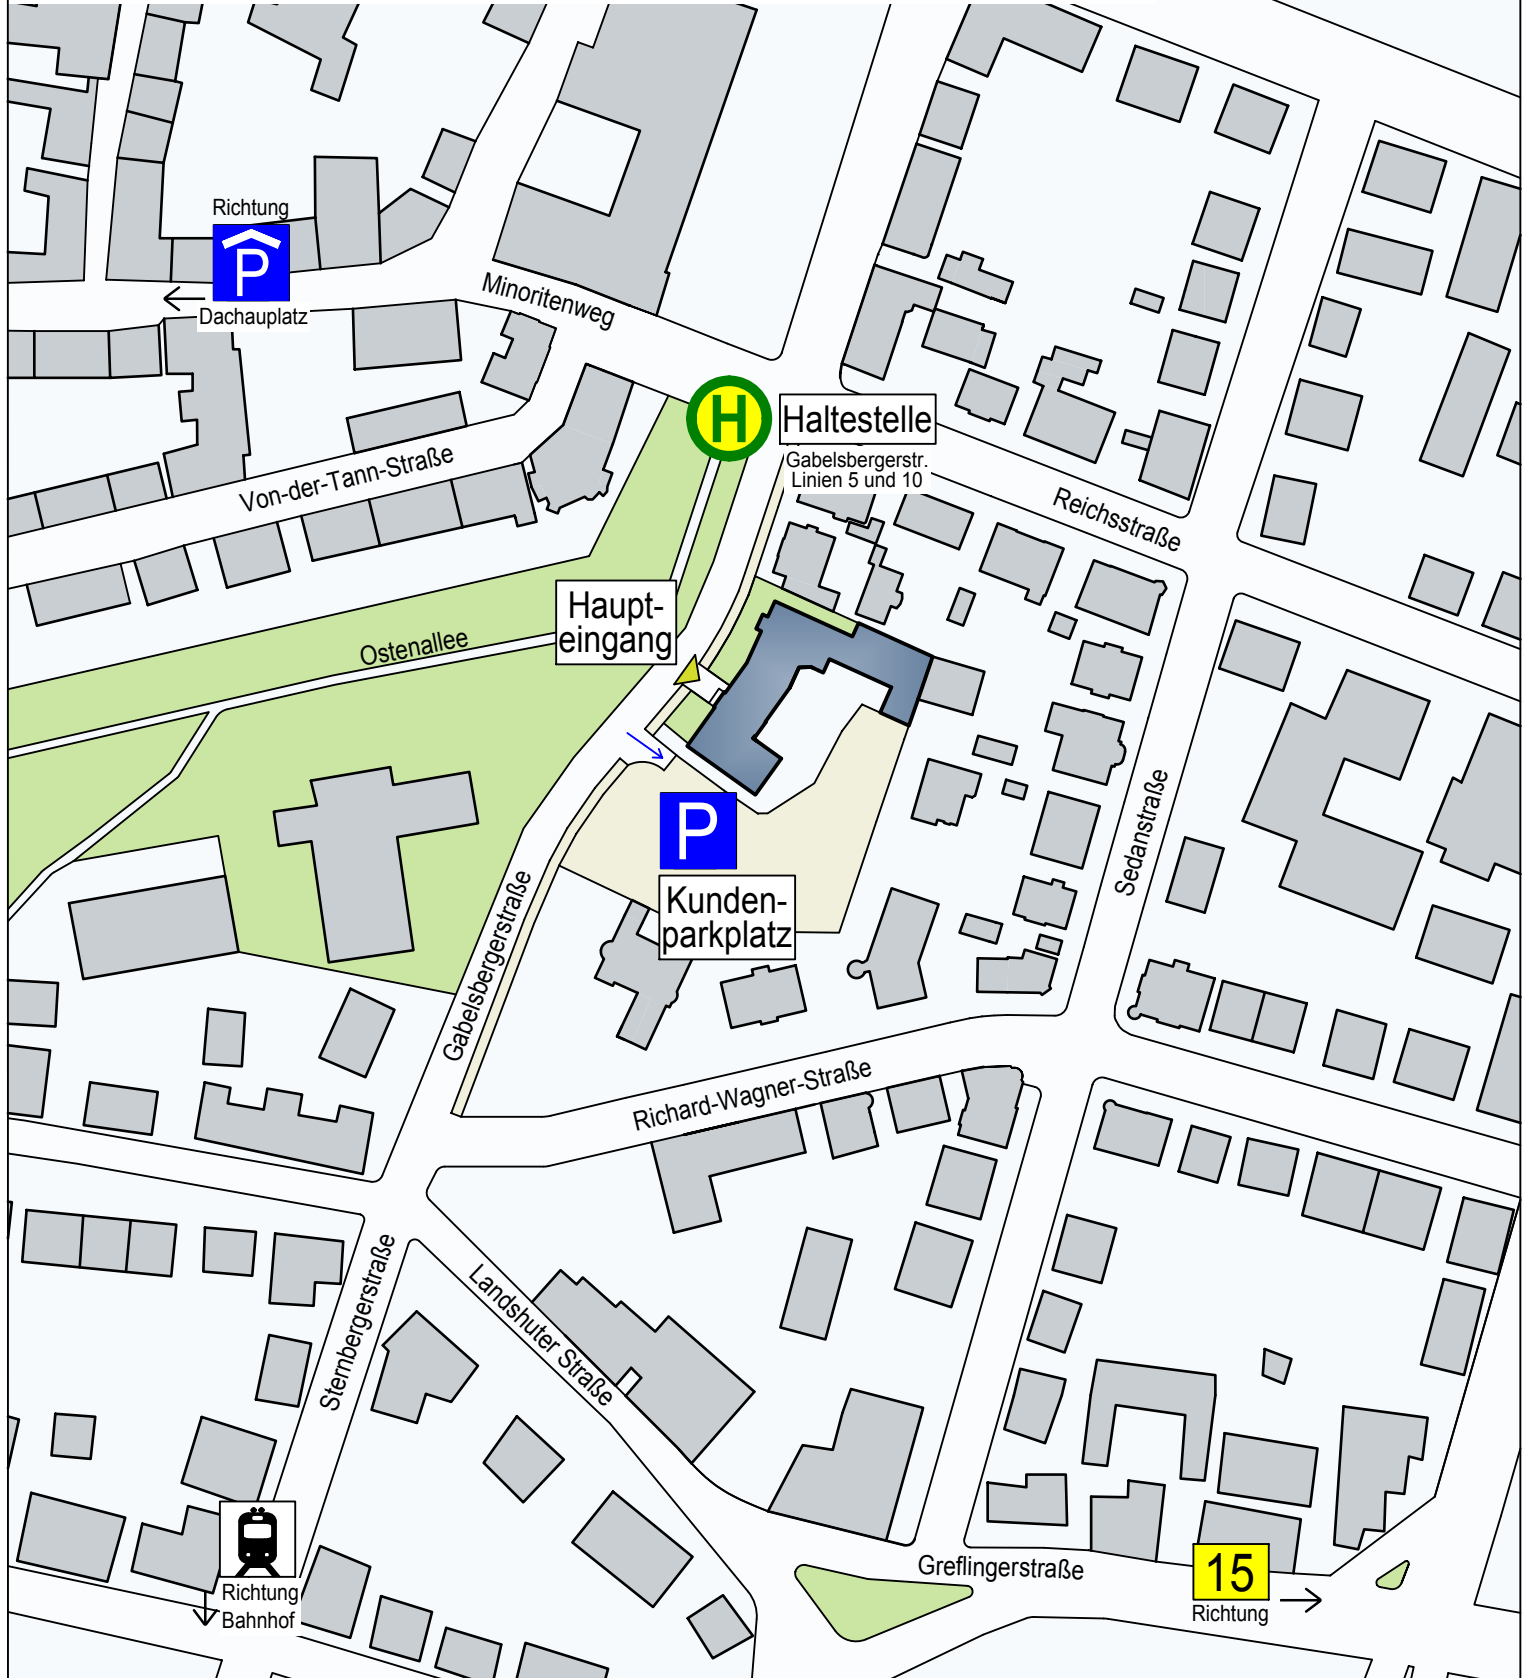 Richtung
P
Dachauplatz
Minoritenweg
H
Haltestelle
Gabelsbergerstr.
Linien 5 und 10
Von-der-Tann-Straße
Reichsstraße
Haupt-
eingang
Ostenallee
Sedanstraße
P
Kunden-
parkplatz
Gabelsbergerstraße
Richard-Wagner-Straße
Sternbergerstraße
Landshuter Straße
Greflingerstraße
15
Richtung
Richtung
Bahnhof